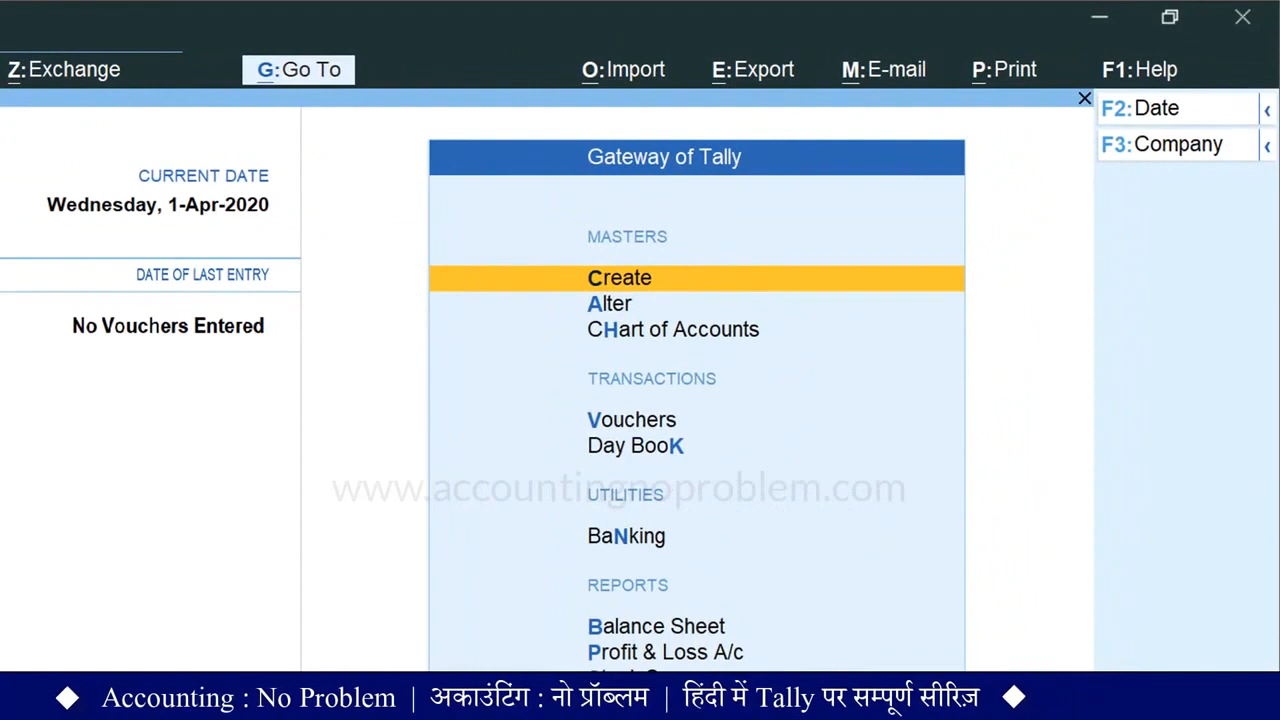 Z:Exchange G:Go To O:Import E:Export M:E-mail P:Print F1:Help
F2:Date
F3:Company
CURRENT DATE
Wednesday, 1-Apr-2020
DATE OF LAST ENTRY
No Vouchers Entered
Gateway of Tally
MASTERS
Create
Alter
CHart of Accounts
TRANSACTIONS
Vouchers
Day BooK
www.accountingnoproblem.com
UTILITIES
BaNking
REPORTS
Balance Sheet
Profit & Loss A/c
Accounting : No Problem | अकाउंटिंग : नो प्रॉब्लम | हिंदी में Tally पर सम्पूर्ण सीरिज़